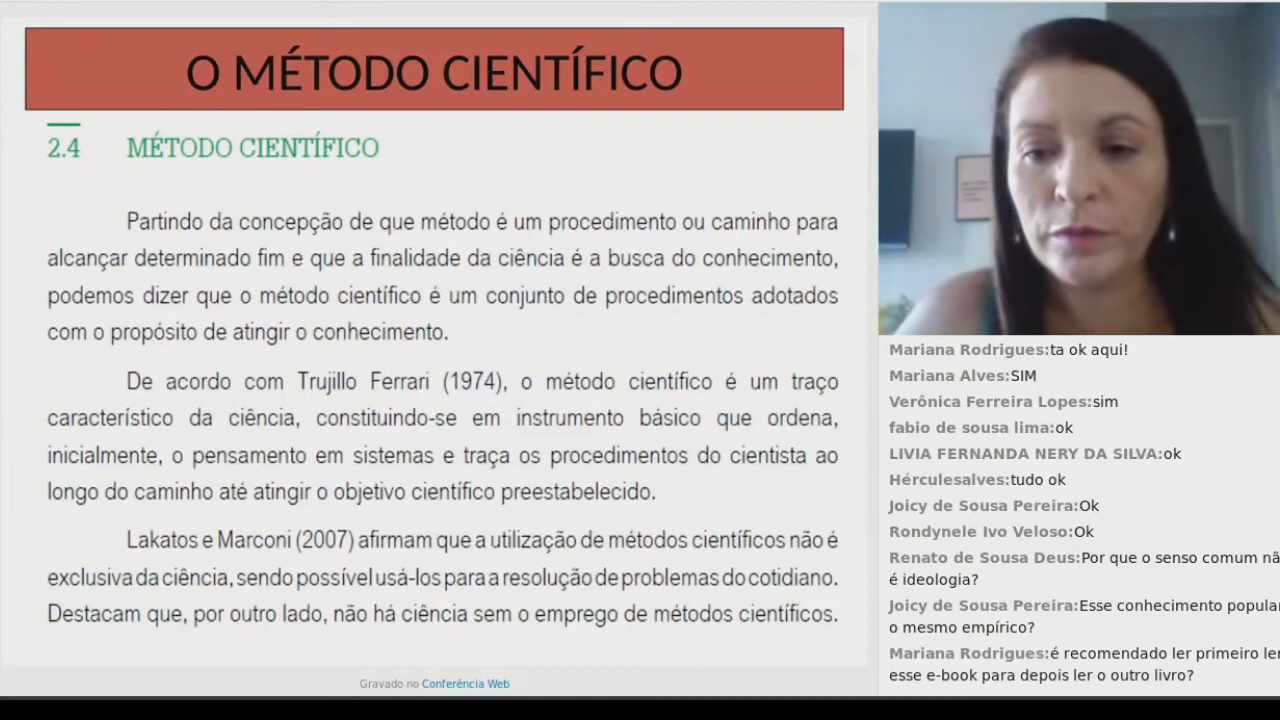 O MÉTODO CIENTÍFICO
2.4 MÉTODO CIENTÍFICO
Partindo da concepção de que método é um procedimento ou caminho para
alcançar determinado fim e que a finalidade da ciência é a busca do conhecimento,
podemos dizer que o método científico é um conjunto de procedimentos adotados
com o propósito de atingir o conhecimento.
De acordo com Trujillo Ferrari (1974), o método científico é um traço
característico da ciência, constituindo-se em instrumento básico que ordena,
inicialmente, o pensamento em sistemas e traça os procedimentos do cientista ao
longo do caminho até atingir o objetivo científico preestabelecido.
Lakatos e Marconi (2007) afirmam que a utilização de métodos científicos não é
exclusiva da ciência, sendo possível usá-los para a resolução de problemas do cotidiano.
Destacam que, por outro lado, não há ciência sem o emprego de métodos científicos.
Gravado no Conferência Web
Mariana Rodrigues:ta ok aqui!
Mariana Alves:SIM
Verônica Ferreira Lopes:sim
fabio de sousa lima:ok
LIVIA FERNANDA NERY DA SILVA:ok
Hérculesalves:tudo ok
Joicy de Sousa Pereira:Ok
Rondynele Ivo Veloso:Ok
Renato de Sousa Deus:Por que o senso comum
é ideologia?
Joicy de Sousa Pereira:Esse conhecimento
o mesmo empírico?
Mariana Rodrigues:é recomendado ler primeiro
esse e-book para depois ler o outro livro?